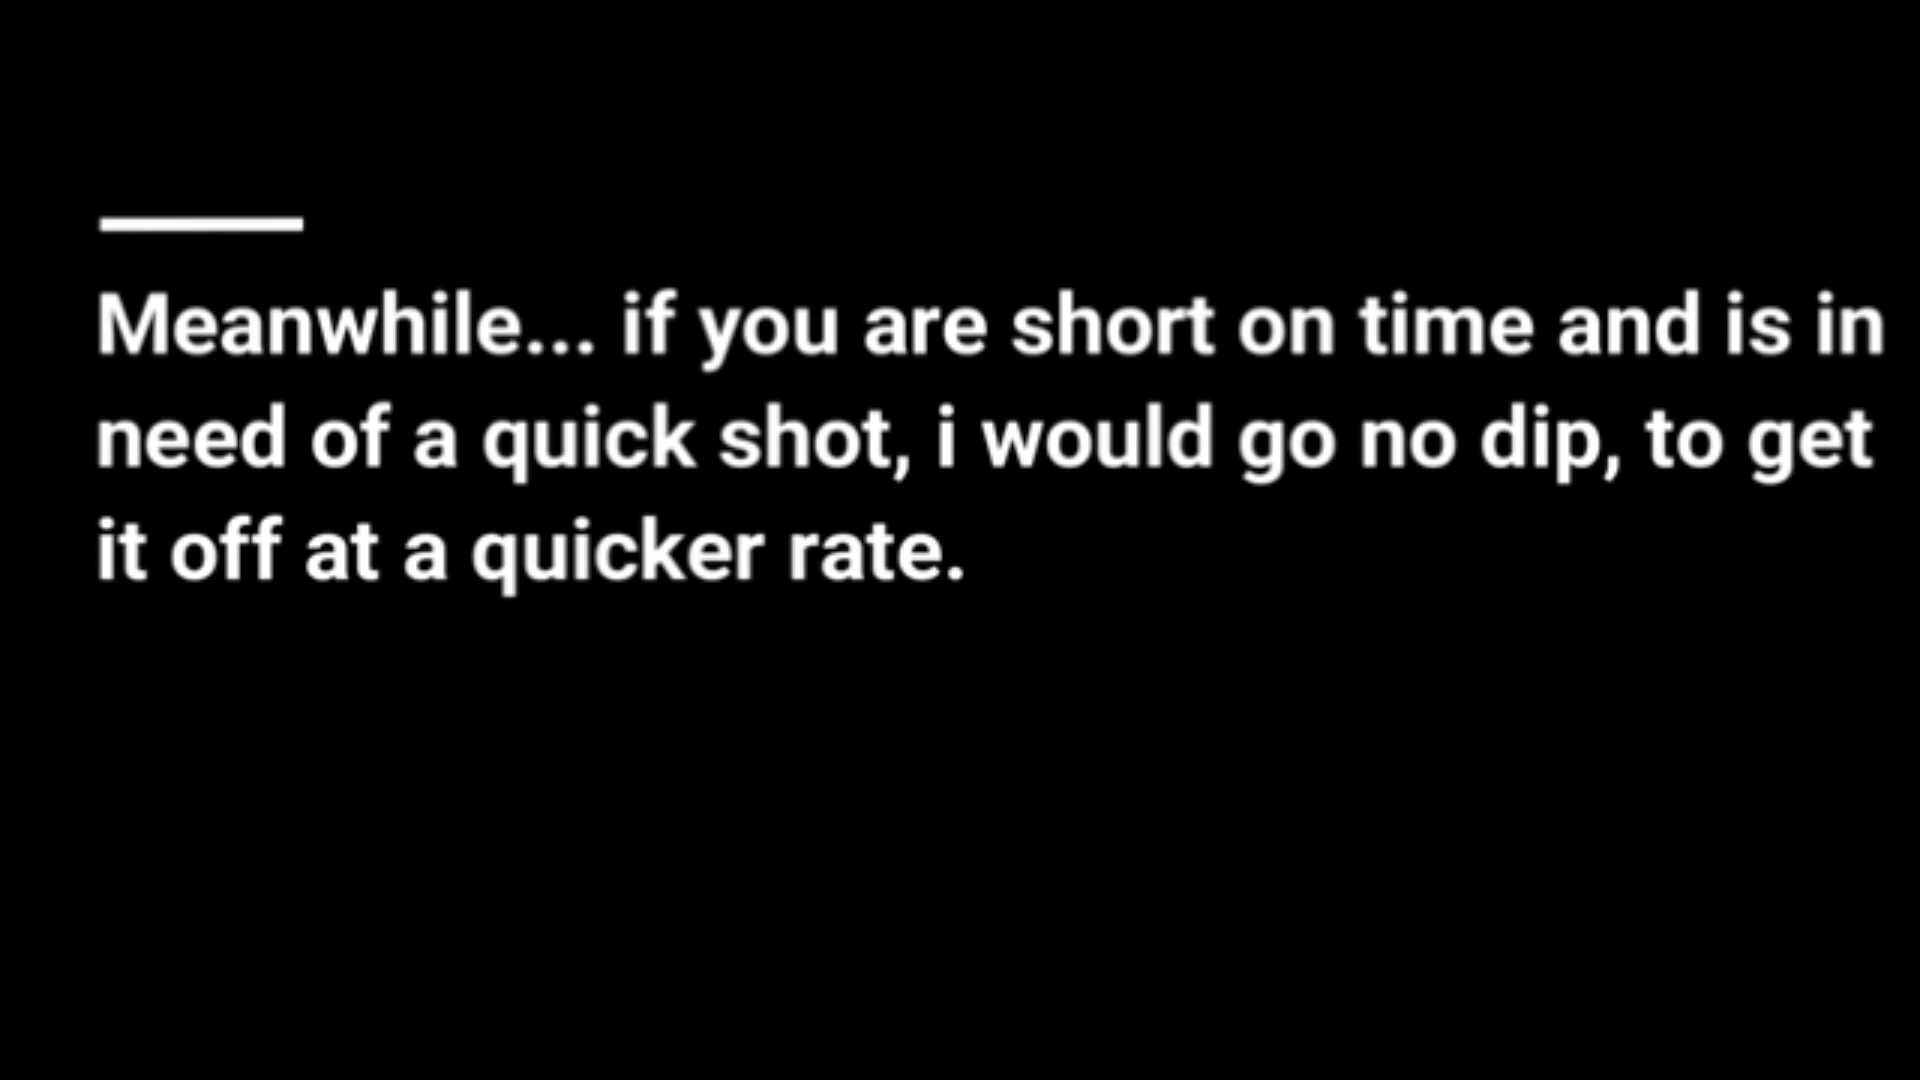 Meanwhile... if you are short on time and is in
need of a quick shot, i would go no dip, to get
it off at a quicker rate.